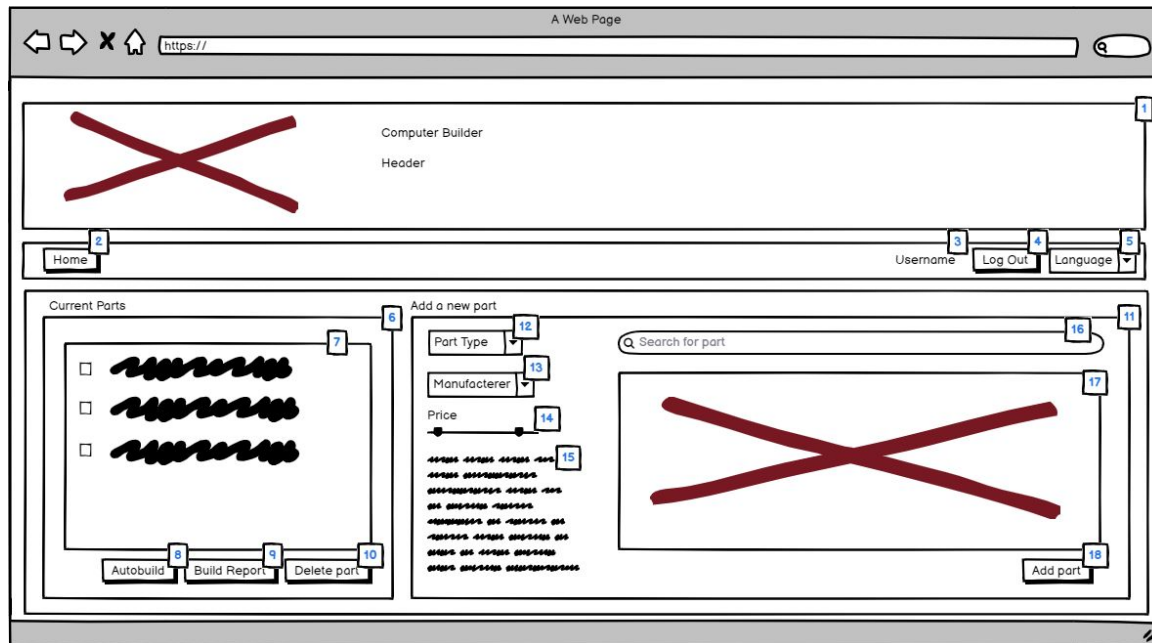 A Web Page
https://
1
Computer Builder
Header
2
3
4
5
Home
Username
Log Out
Language
Current Parts
Add a new part
6
11
7
12
16
Part Type
Search for part
13
17
Manufacterer
Price
14
15
8
9
10
18
Autobuild
Build Report
Delete part
Add part